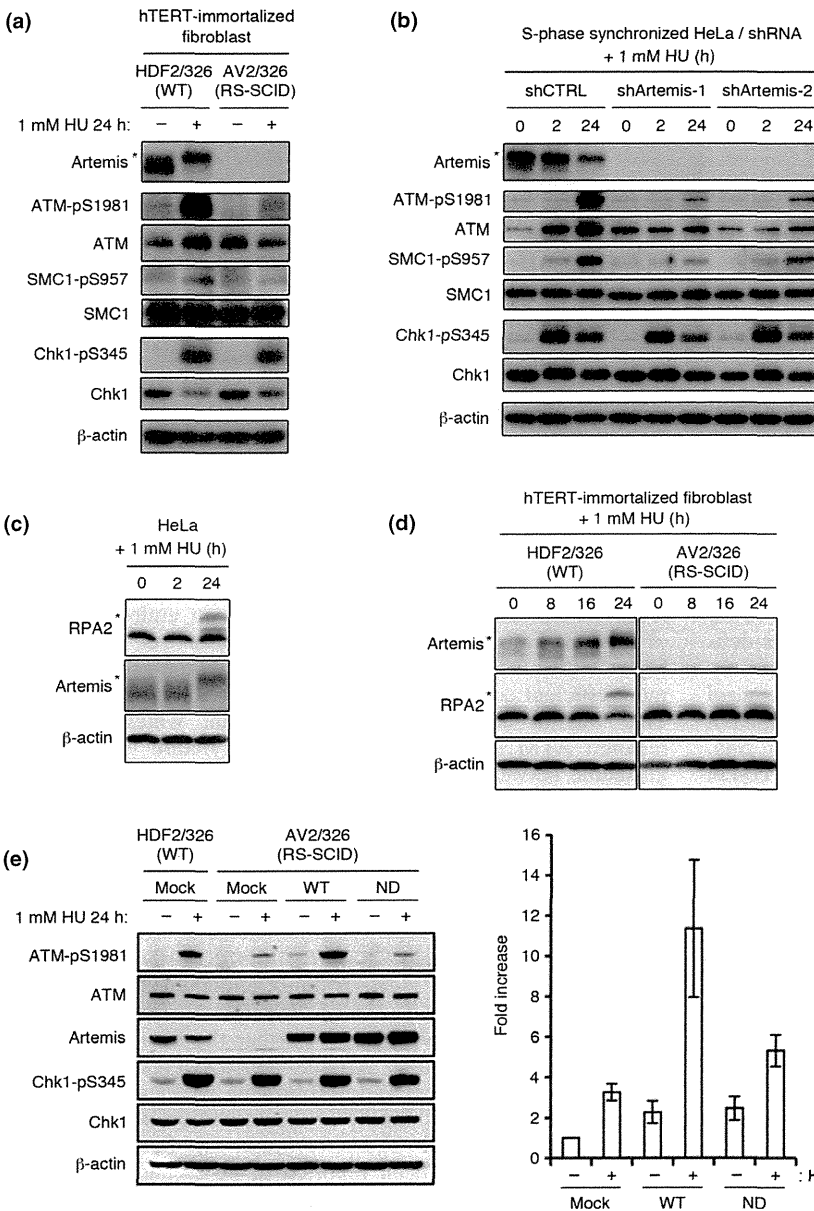 (a)
hTERT-immortalized
fibroblast
HDF2/326 AV2/326
(WT) (RS-SCID)
1 mM HU 24 h: – + – +
Artemis *
ATM-pS1981
ATM
SMC1-pS957
SMC1
Chk1-pS345
Chk1
β-actin
(b)
S-phase synchronized HeLa / shRNA
+ 1 mM HU (h)
shCTRL shArtemis-1 shArtemis-2
0 2 24 0 2 24 0 2 24
Artemis *
ATM-pS1981
ATM
SMC1-pS957
SMC1
Chk1-pS345
Chk1
β-actin
(c)
HeLa
+ 1 mM HU (h)
0 2 24
RPA2 *
Artemis *
β-actin
(d)
hTERT-immortalized fibroblast
+ 1 mM HU (h)
HDF2/326 AV2/326
(WT) (RS-SCID)
0 8 16 24 0 8 16 24
Artemis *
RPA2 *
β-actin
(e)
HDF2/326 AV2/326
(WT) (RS-SCID)
Mock Mock WT ND
1 mM HU 24 h: – + – + – + – +
ATM-pS1981
ATM
Artemis
Chk1-pS345
Chk1
β-actin
Fold increase
16
14
12
10
8
6
4
2
0
– + – + – + : H
Mock WT ND